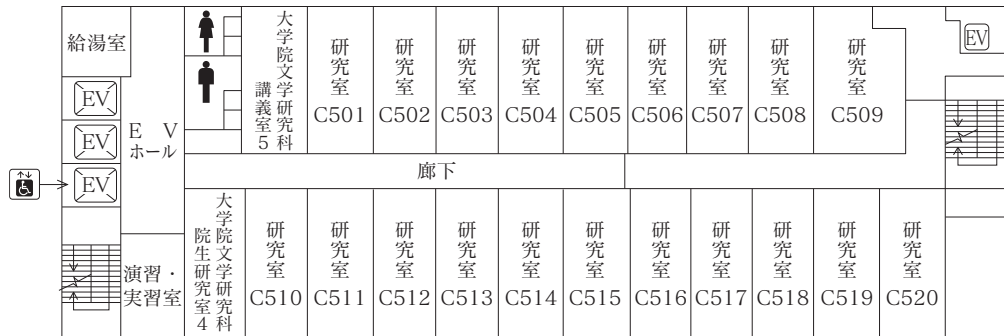 給湯室
大学院文学研究科
講義室5
研究室
C501
研究室
C502
研究室
C503
研究室
C504
研究室
C505
研究室
C506
研究室
C507
研究室
C508
研究室
C509
EV
EV
EV
EV
EV
ホール
廊下
演習・
実習室
大学院文学研究科
院生研究室4
研究室
C510
研究室
C511
研究室
C512
研究室
C513
研究室
C514
研究室
C515
研究室
C516
研究室
C517
研究室
C518
研究室
C519
研究室
C520